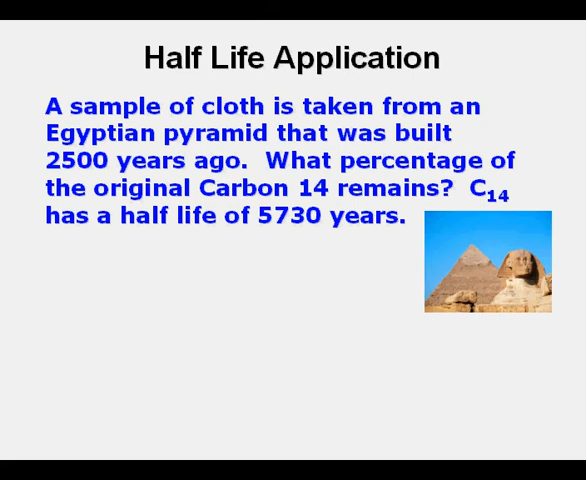 Half Life Application
A sample of cloth is taken from an
Egyptian pyramid that was built
2500 years ago.  What percentage of
the original Carbon 14 remains?  C14
has a half life of 5730 years.